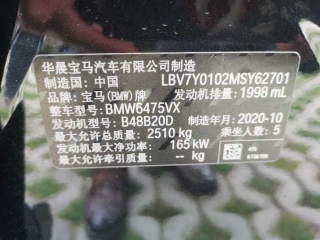 华晨宝马汽车有限公司制造
制造国：中国 LBV7Y0102MSY62701
品牌：宝马(BMW)牌 发动机排量：1998 mL
整车型号：BMW6475VX
发动机型号：B48B20D 制造年月：2020-10
最大允许总质量：2510 kg 乘坐人数：5
发动机最大净功率：165 kW
最大允许牵引质量：-- kg